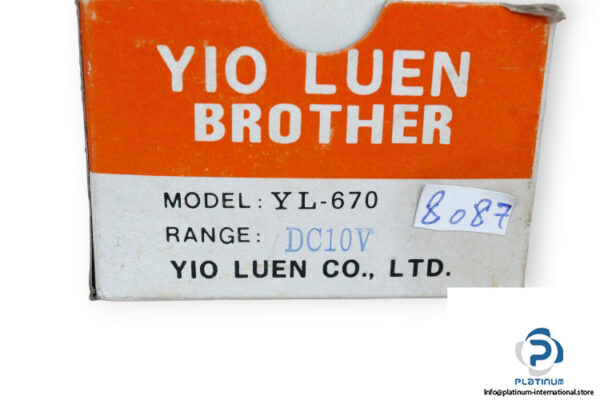 YIO LUEN
BROTHER
MODEL: YL-670
8087
RANGE: DC10V
YIO LUEN CO., LTD.
PLATINUM
Info@platinum-international.store